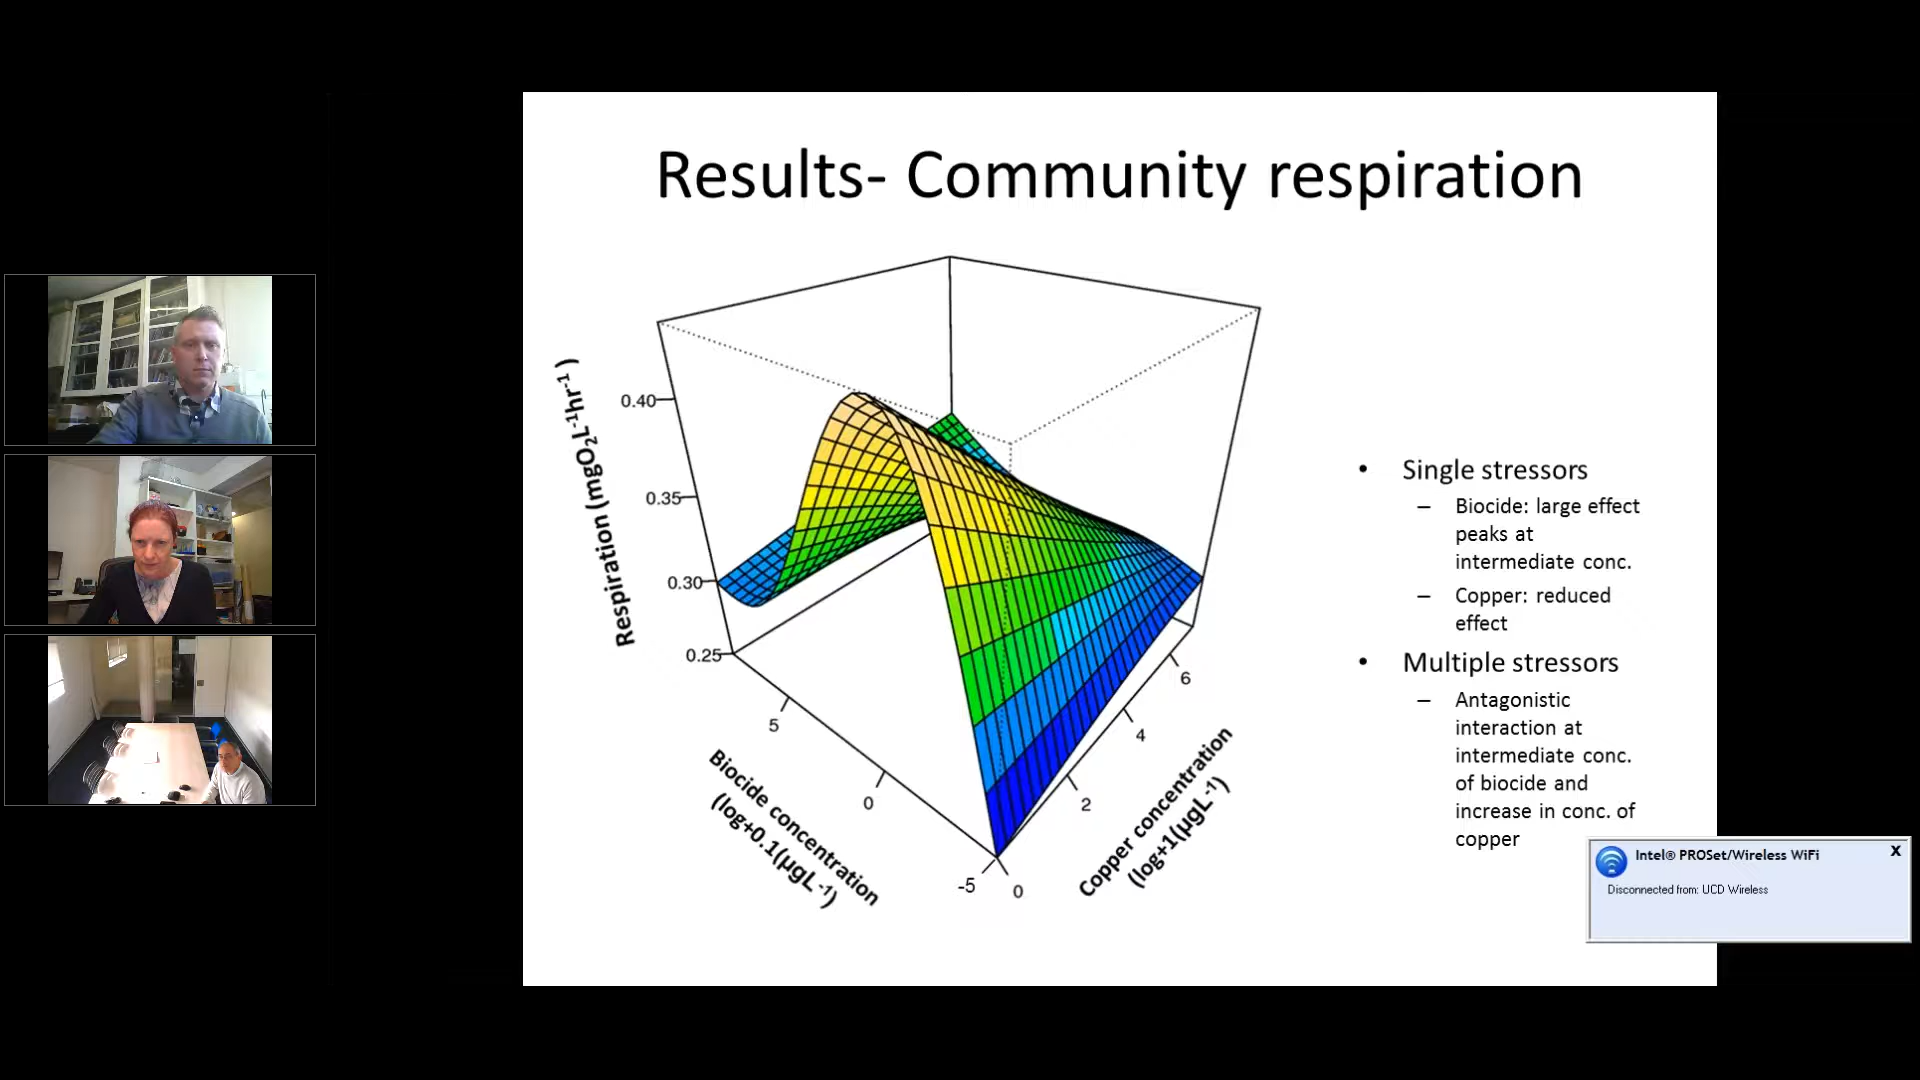 Results- Community respiration
Respiration (mgO₂L⁻¹hr⁻¹)
0.40
0.35
0.30
0.25
5
0
-5
Biocide concentration
(log+0.1(µgL⁻¹)
0
2
4
6
Copper concentration
(log+1(µgL⁻¹)
• Single stressors
– Biocide: large effect
peaks at
intermediate conc.
– Copper: reduced
effect
• Multiple stressors
– Antagonistic
interaction at
intermediate conc.
of biocide and
increase in conc. of
copper
Intel® PROSet/Wireless WiFi
X
Disconnected from: UCD Wireless